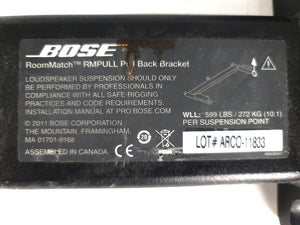 BOSE
RoomMatch™ RMPULL Pull Back Bracket
LOUDSPEAKER SUSPENSION SHOULD ONLY
BE PERFORMED BY PROFESSIONALS IN
COMPLIANCE WITH ALL SAFE RIGGING
PRACTICES AND CODE REQUIREMENTS.
INSTALLATION MANUAL AT PRO.BOSE.COM
© 2011 BOSE CORPORATION
THE MOUNTAIN, FRAMINGHAM,
MA 01701-9168
ASSEMBLED IN CANADA
20
WLL: 599 LBS / 272 KG (10:1)
PER SUSPENSION POINT
LOT# ARCO-11833